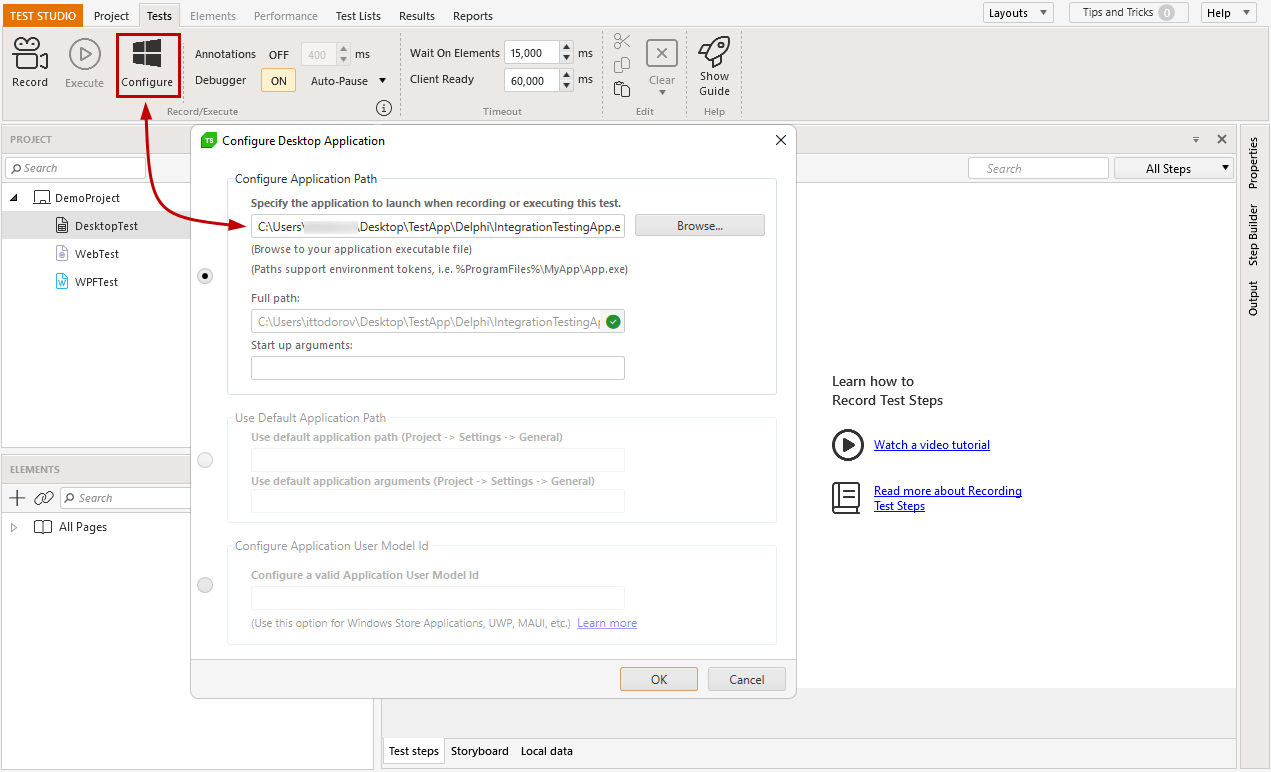 TEST STUDIO Project Tests Elements Performance Test Lists Results Reports Layouts Tips and Tricks 0 Help
Record Execute Configure
Annotations OFF 400 ms
Debugger ON Auto-Pause
Record/Execute
Wait On Elements 15,000 ms
Client Ready 60,000 ms
Timeout
Clear
Edit
Show
Guide
Help
PROJECT
Search
DemoProject
DesktopTest
WebTest
WPFTest
ELEMENTS
Search
All Pages
TS Configure Desktop Application
Configure Application Path
Specify the application to launch when recording or executing this test.
C:\Users\ \Desktop\TestApp\Delphi\IntegrationTestingApp.e Browse...
(Browse to your application executable file)
(Paths support environment tokens, i.e. %ProgramFiles%\MyApp\App.exe)
Full path:
C:\Users\ittodorov\Desktop\TestApp\Delphi\IntegrationTestingAp
Start up arguments:
Use Default Application Path
Use default application path (Project -> Settings -> General)
Use default application arguments (Project -> Settings -> General)
Configure Application User Model Id
Configure a valid Application User Model Id
(Use this option for Windows Store Applications, UWP, MAUI, etc.) Learn more
OK Cancel
Search All Steps
Learn how to
Record Test Steps
Watch a video tutorial
Read more about Recording
Test Steps
Test steps Storyboard Local data
Properties
Step Builder
Output